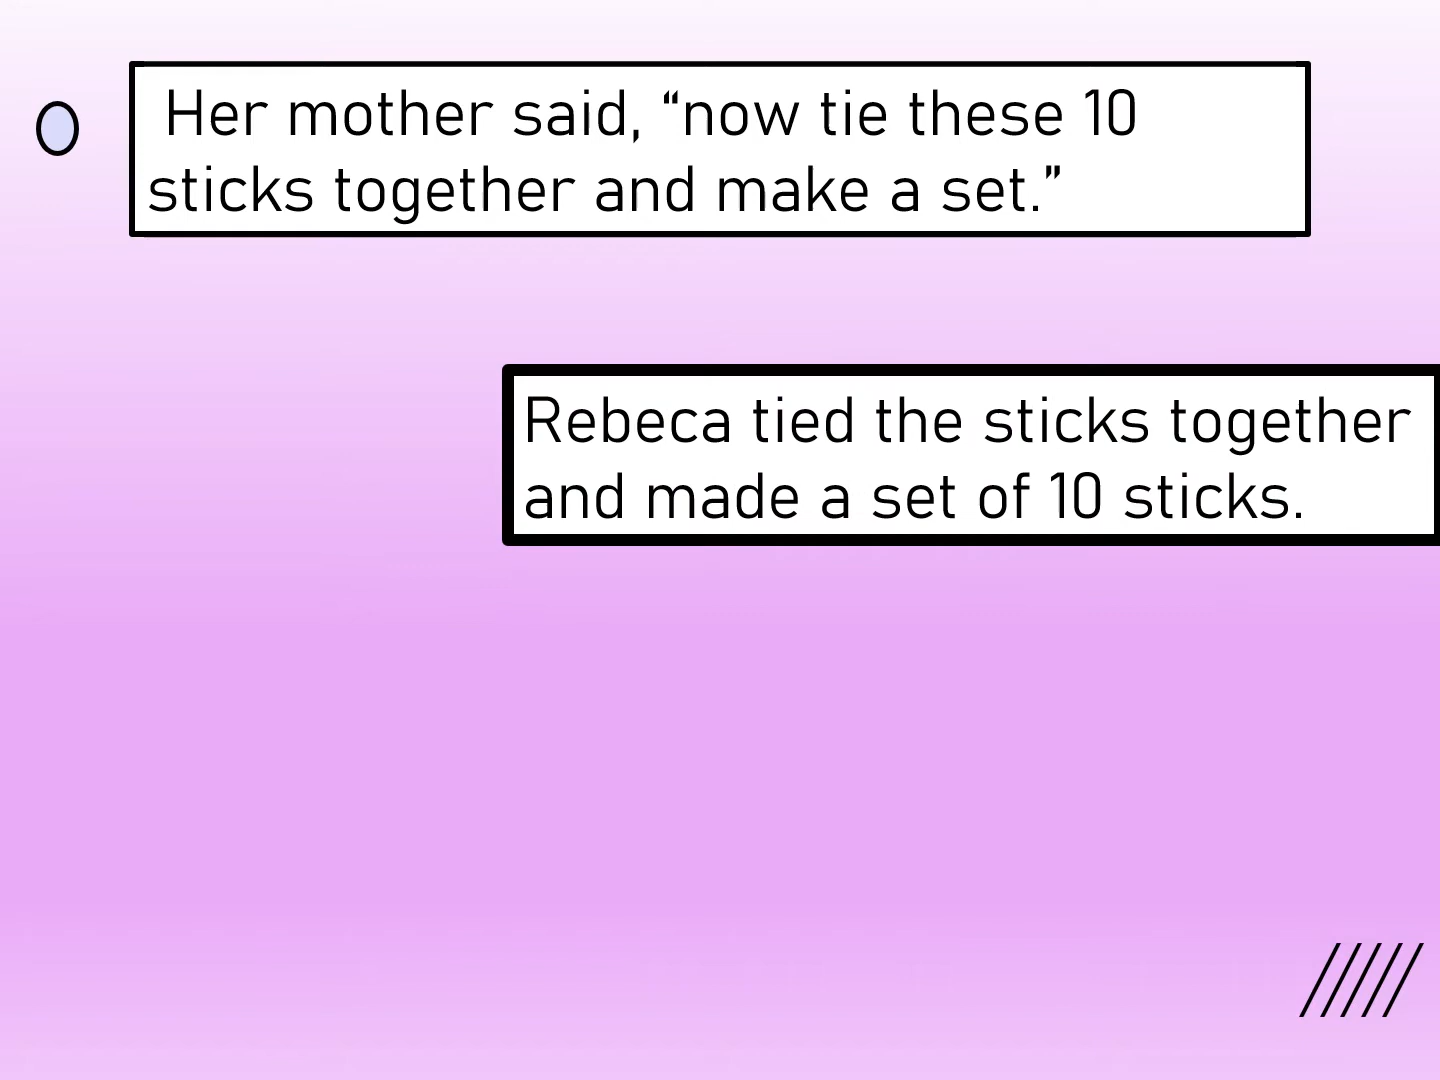 Her mother said, “now tie these 10
sticks together and make a set.”
Rebeca tied the sticks together
and made a set of 10 sticks.